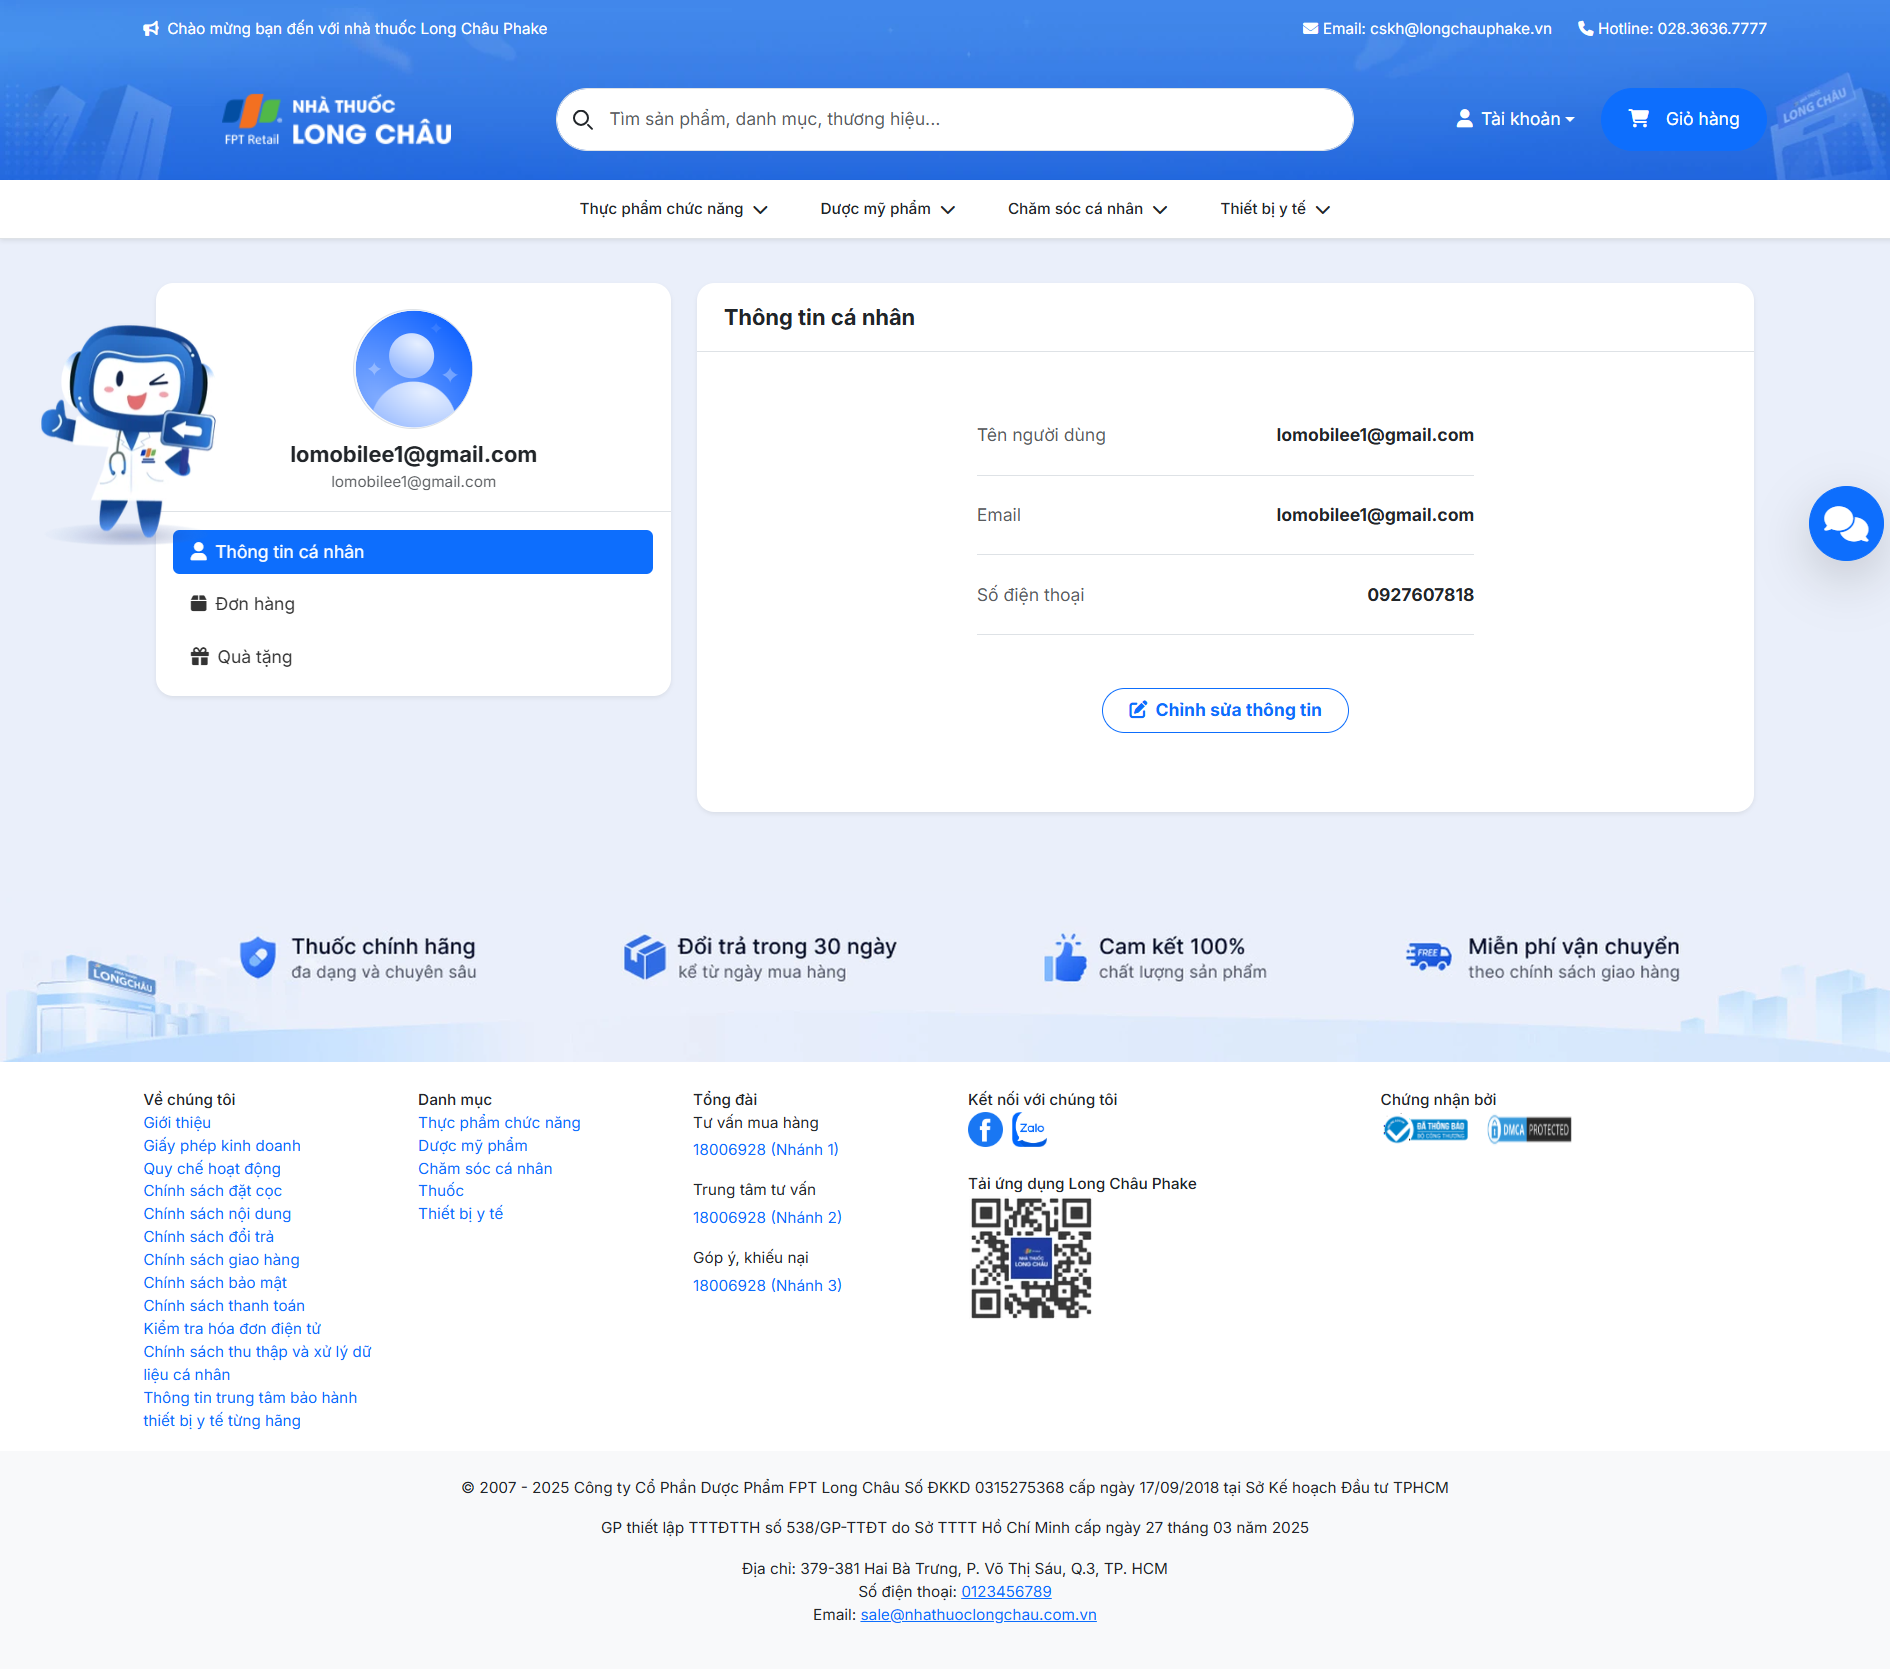 Chào mừng bạn đến với nhà thuốc Long Châu Phake
Email: cskh@longchauphake.vn
Hotline: 028.3636.7777
FPT Retail
NHÀ THUỐC
LONG CHÂU
Tìm sản phẩm, danh mục, thương hiệu...
Tài khoản
Giỏ hàng
LONG CHÂU
Thực phẩm chức năng
Dược mỹ phẩm
Chăm sóc cá nhân
Thiết bị y tế
lomobilee1@gmail.com
lomobilee1@gmail.com
Thông tin cá nhân
Đơn hàng
Quà tặng
Thông tin cá nhân
Tên người dùng
lomobilee1@gmail.com
Email
lomobilee1@gmail.com
Số điện thoại
0927607818
Chỉnh sửa thông tin
LONGCHÂU
Thuốc chính hãng
đa dạng và chuyên sâu
Đổi trả trong 30 ngày
kể từ ngày mua hàng
Cam kết 100%
chất lượng sản phẩm
FREE
Miễn phí vận chuyển
theo chính sách giao hàng
Về chúng tôi
Giới thiệu
Giấy phép kinh doanh
Quy chế hoạt động
Chính sách đặt cọc
Chính sách nội dung
Chính sách đổi trả
Chính sách giao hàng
Chính sách bảo mật
Chính sách thanh toán
Kiểm tra hóa đơn điện tử
Chính sách thu thập và xử lý dữ
liệu cá nhân
Thông tin trung tâm bảo hành
thiết bị y tế từng hãng
Danh mục
Thực phẩm chức năng
Dược mỹ phẩm
Chăm sóc cá nhân
Thuốc
Thiết bị y tế
Tổng đài
Tư vấn mua hàng
18006928 (Nhánh 1)
Trung tâm tư vấn
18006928 (Nhánh 2)
Góp ý, khiếu nại
18006928 (Nhánh 3)
Kết nối với chúng tôi
Zalo
Tải ứng dụng Long Châu Phake
NHÀ THUỐC
LONG CHÂU
Chứng nhận bởi
ĐÃ THÔNG BÁO
BỘ CÔNG THƯƠNG
DMCA PROTECTED
© 2007 - 2025 Công ty Cổ Phần Dược Phẩm FPT Long Châu Số ĐKKD 0315275368 cấp ngày 17/09/2018 tại Sở Kế hoạch Đầu tư TPHCM
GP thiết lập TTTĐTTH số 538/GP-TTĐT do Sở TTTT Hồ Chí Minh cấp ngày 27 tháng 03 năm 2025
Địa chỉ: 379-381 Hai Bà Trưng, P. Võ Thị Sáu, Q.3, TP. HCM
Số điện thoại: 0123456789
Email: sale@nhathuoclongchau.com.vn